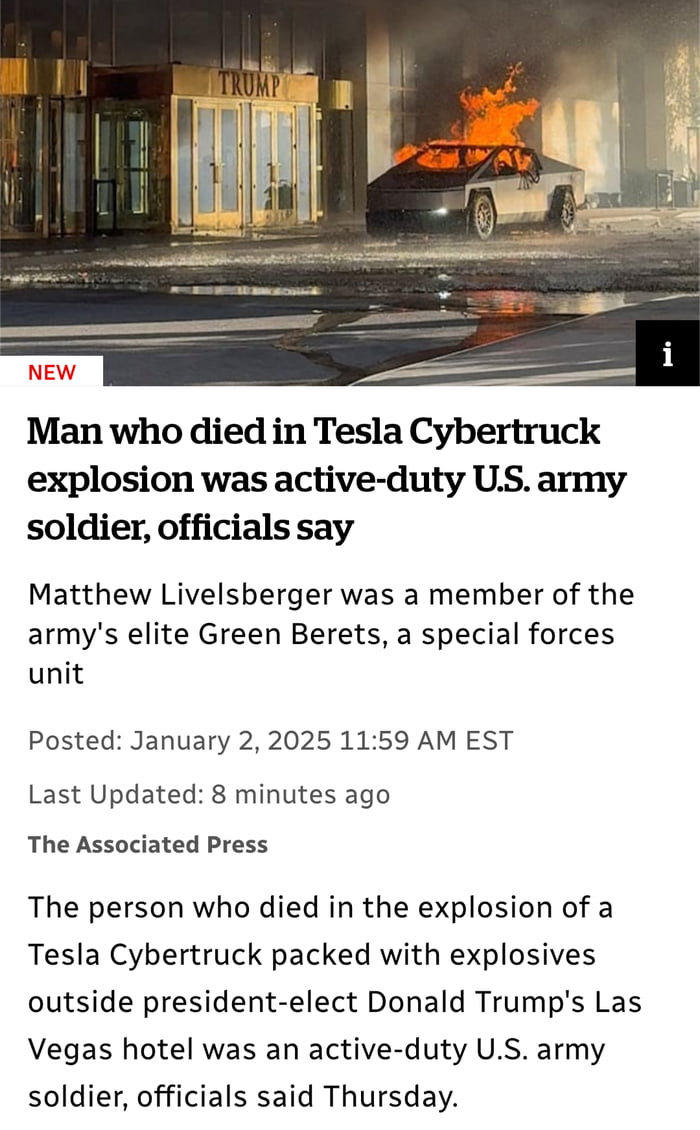 TRUMP
i
NEW
Man who died in Tesla Cybertruck
explosion was active-duty U.S. army
soldier, officials say
Matthew Livelsberger was a member of the
army's elite Green Berets, a special forces
unit
Posted: January 2, 2025 11:59 AM EST
Last Updated: 8 minutes ago
The Associated Press
The person who died in the explosion of a
Tesla Cybertruck packed with explosives
outside president-elect Donald Trump's Las
Vegas hotel was an active-duty U.S. army
soldier, officials said Thursday.